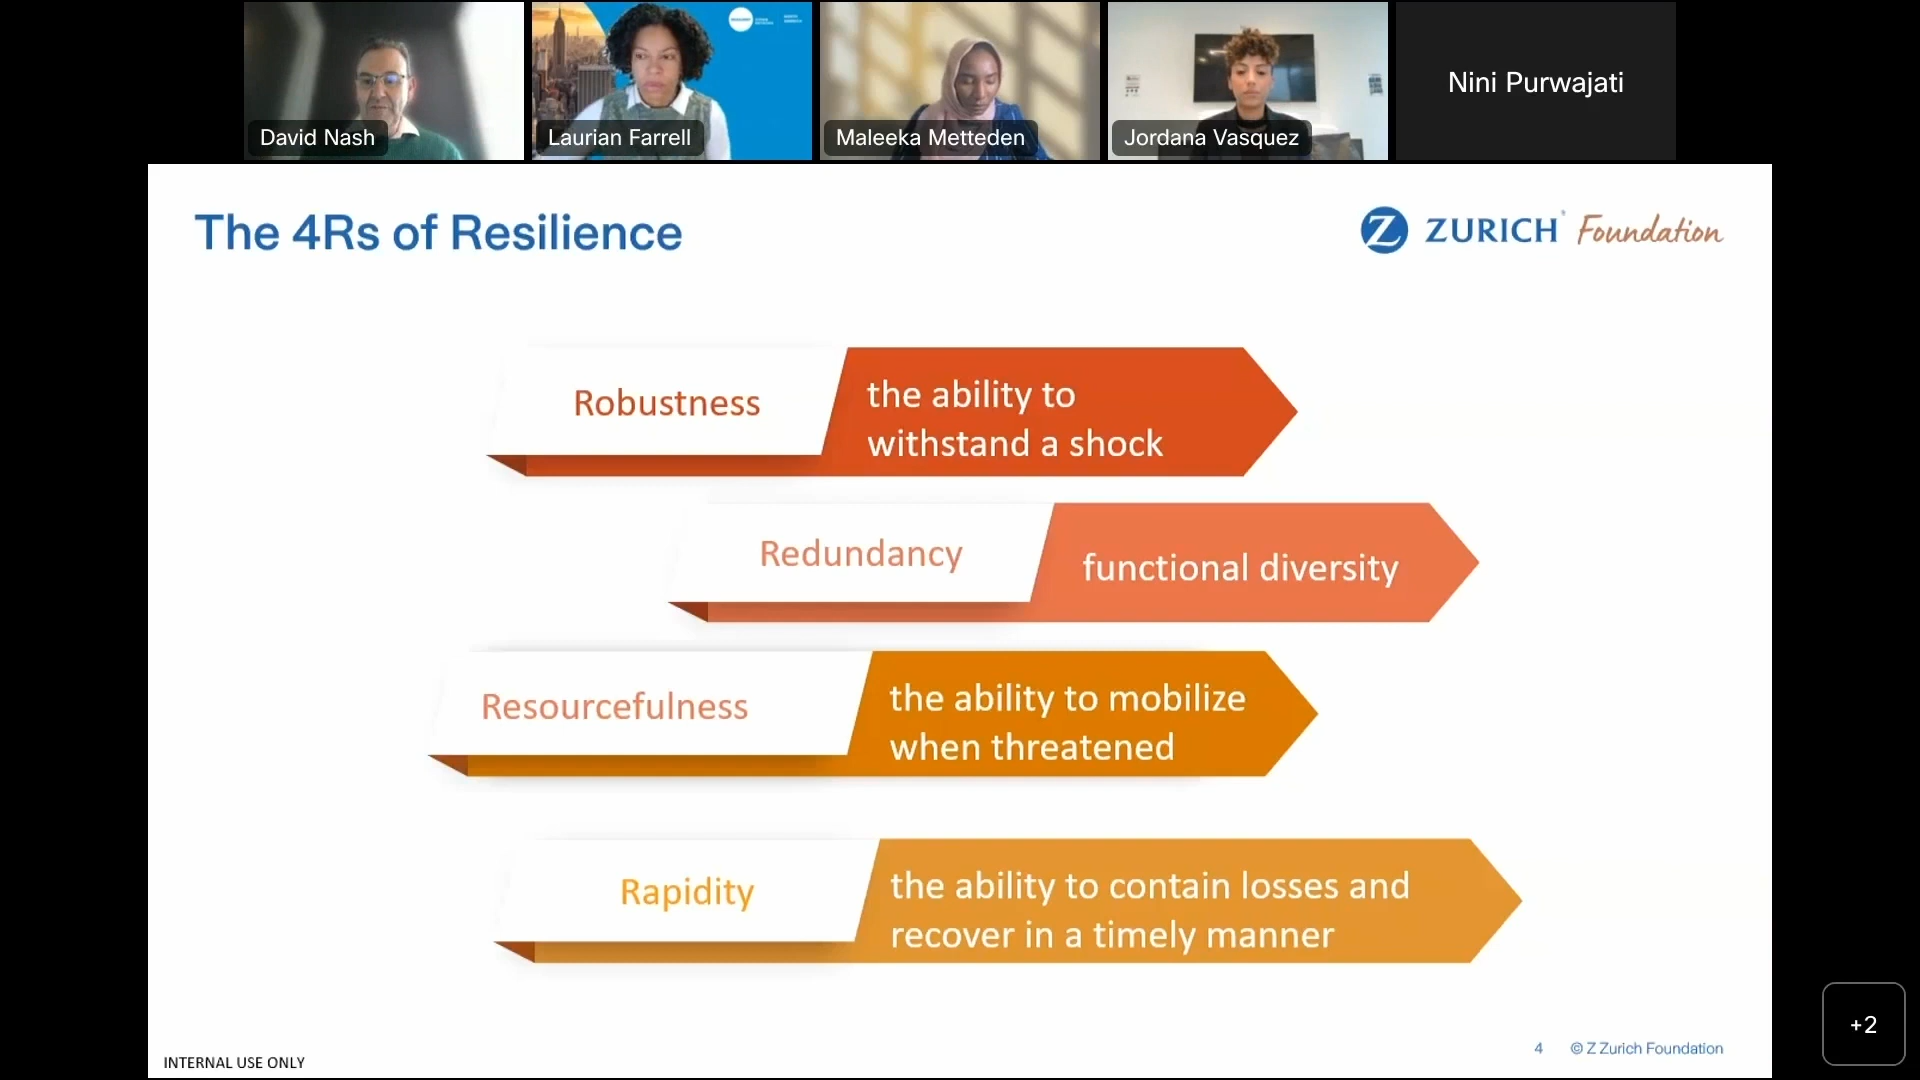 David Nash
Laurian Farrell
Maleeka Metteden
Jordana Vasquez
Nini Purwajati
The 4Rs of Resilience
Z ZURICH Foundation
Robustness
the ability to
withstand a shock
Redundancy
functional diversity
Resourcefulness
the ability to mobilize
when threatened
Rapidity
the ability to contain losses and
recover in a timely manner
+2
INTERNAL USE ONLY
4
© Z Zurich Foundation